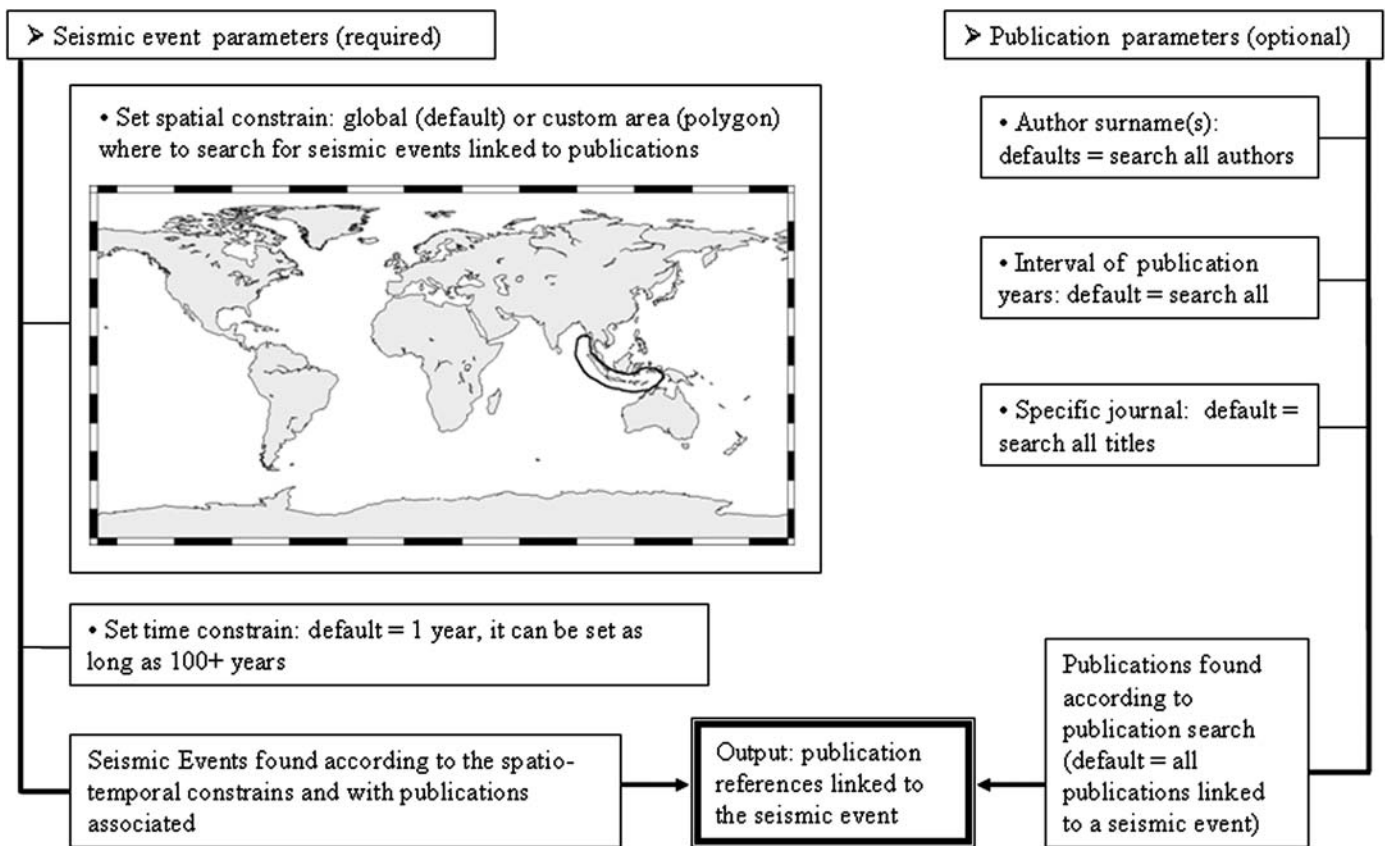 ➢ Seismic event parameters (required)
• Set spatial constrain: global (default) or custom area (polygon)
where to search for seismic events linked to publications
• Set time constrain: default = 1 year, it can be set as
long as 100+ years
Seismic Events found according to the spatio-
temporal constrains and with publications
associated
➢ Publication parameters (optional)
• Author surname(s):
defaults = search all authors
• Interval of publication
years: default = search all
• Specific journal: default =
search all titles
Publications found
according to
publication search
(default = all
publications linked
to a seismic event)
Output: publication
references linked to
the seismic event